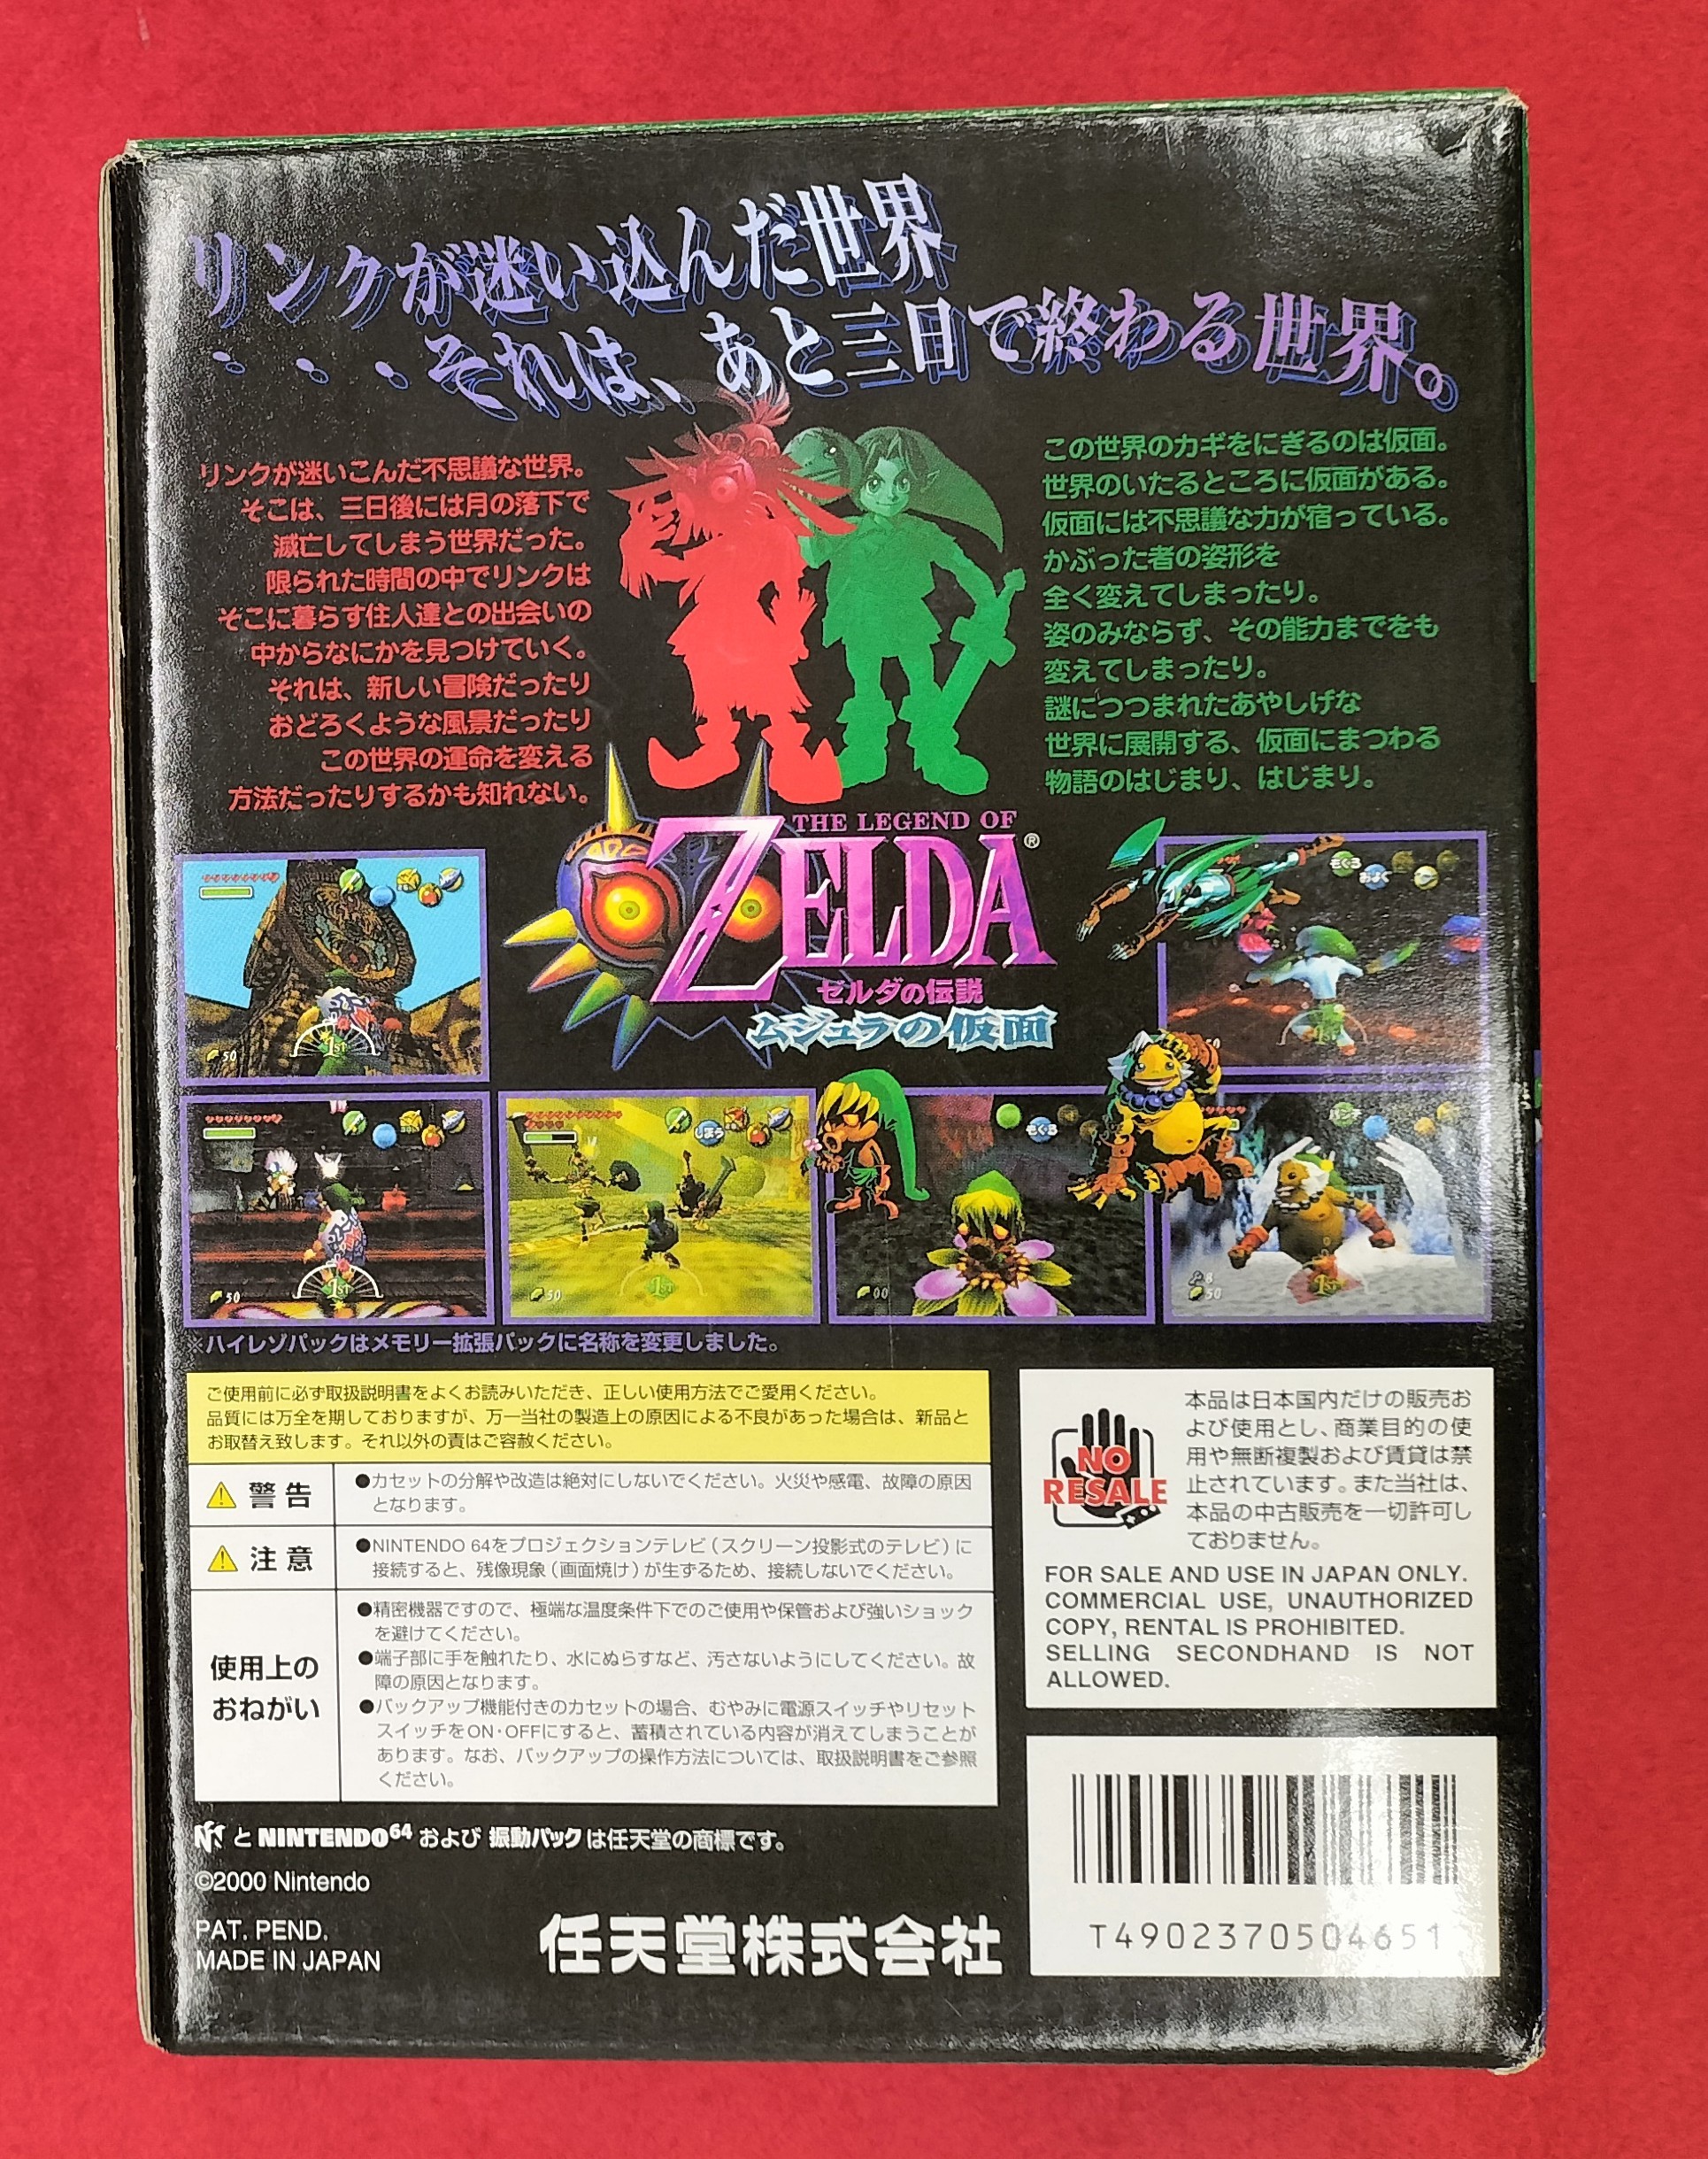 リンクが迷い込んだ世界
・・・それは、あと三日で終わる世界。
リンクが迷いこんだ不思議な世界。
そこは、三日後には月の落下で
滅亡してしまう世界だった。
限られた時間の中でリンクは
そこに暮らす住人達との出会いの
中からなにかを見つけていく。
それは、新しい冒険だったり
おどろくような風景だったり
この世界の運命を変える
方法だったりするかも知れない。
この世界のカギをにぎるのは仮面。
世界のいたるところに仮面がある。
仮面には不思議な力が宿っている。
かぶった者の姿形を
全く変えてしまったり。
姿のみならず、その能力までをも
変えてしまったり。
謎につつまれたあやしげな
世界に展開する、仮面にまつわる
物語のはじまり、はじまり。
THE LEGEND OF
ZELDA®
ゼルダの伝説
ムジュラの仮面
50
1ST
もぐる
およぐ
1ST
50
1ST
しまう
50
1ST
もぐる
00
パンチ
8
50
1ST
※ハイレゾパックはメモリー拡張パックに名称を変更しました。
ご使用前に必ず取扱説明書をよくお読みいただき、正しい使用方法でご愛用ください。
品質には万全を期しておりますが、万一当社の製造上の原因による不良があった場合は、新品と
お取替え致します。それ以外の責はご容赦ください。
警告
●カセットの分解や改造は絶対にしないでください。火災や感電、故障の原因
となります。
注意
●NINTENDO 64をプロジェクションテレビ（スクリーン投影式のテレビ）に
接続すると、残像現象（画面焼け）が生ずるため、接続しないでください。
使用上の
おねがい
●精密機器ですので、極端な温度条件下でのご使用や保管および強いショック
を避けてください。
●端子部に手を触れたり、水にぬらすなど、汚さないようにしてください。故
障の原因となります。
●バックアップ機能付きのカセットの場合、むやみに電源スイッチやリセット
スイッチをON・OFFにすると、蓄積されている内容が消えてしまうことが
あります。なお、バックアップの操作方法については、取扱説明書をご参照
ください。
NO
RESALE
本品は日本国内だけの販売お
よび使用とし、商業目的の使
用や無断複製および賃貸は禁
止されています。また当社は、
本品の中古販売を一切許可し
ておりません。
FOR SALE AND USE IN JAPAN ONLY.
COMMERCIAL USE, UNAUTHORIZED
COPY, RENTAL IS PROHIBITED.
SELLING SECONDHAND IS NOT
ALLOWED.
T4902370504651
と NINTENDO64 および 振動パック は任天堂の商標です。
©2000 Nintendo
PAT. PEND.
MADE IN JAPAN
任天堂株式会社